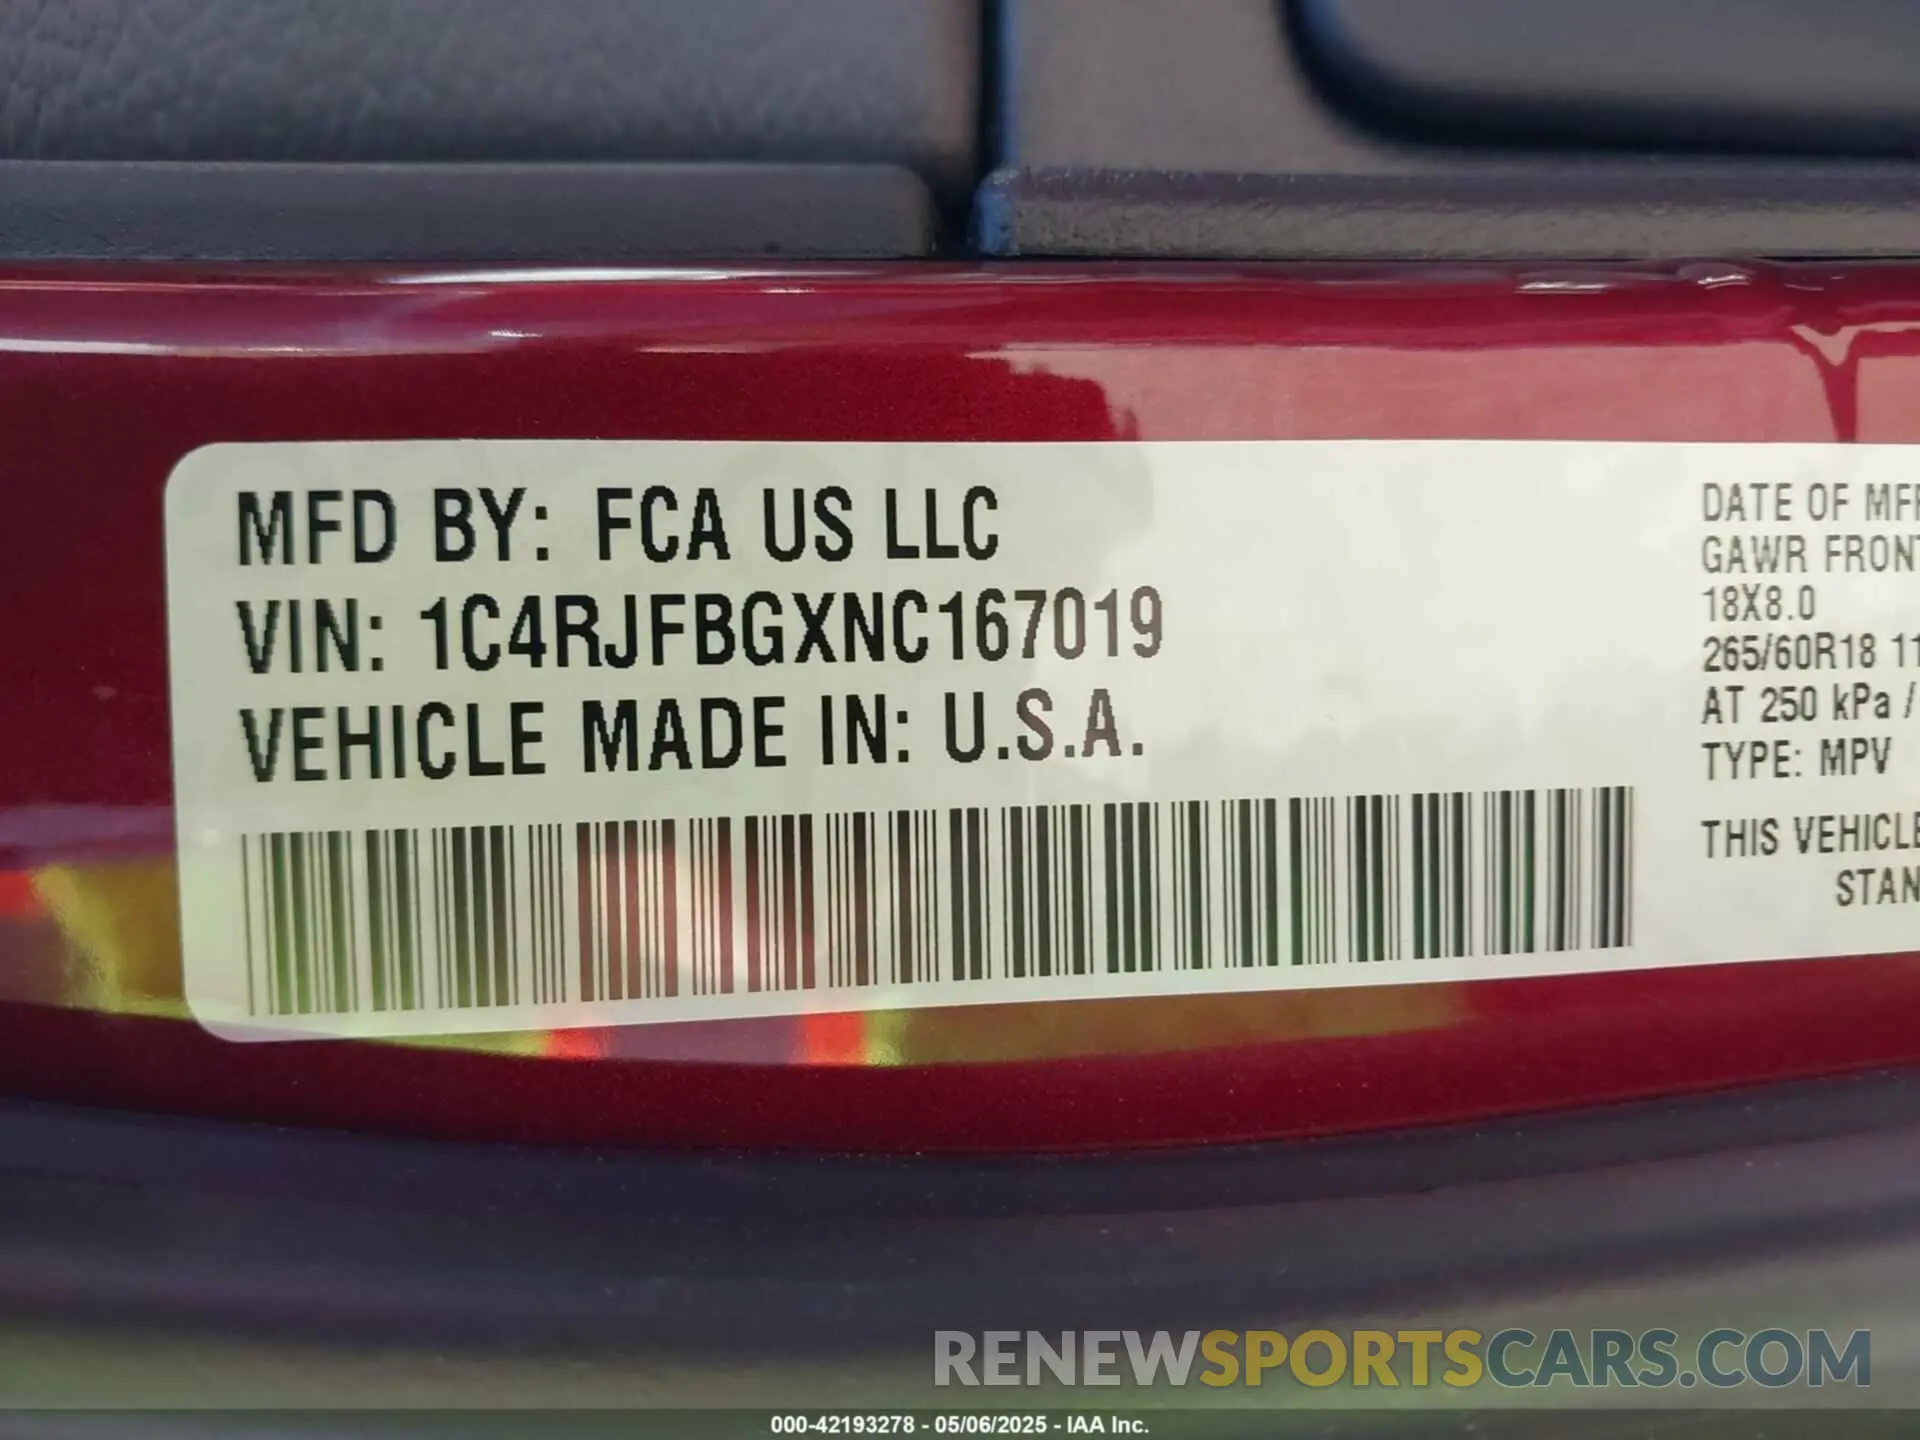 MFD BY: FCA US LLC
VIN: 1C4RJFBGXNC167019
VEHICLE MADE IN: U.S.A.
DATE OF MF
GAWR FRONT
18X8.0
265/60R18 11
AT 250 kPa /
TYPE: MPV
THIS VEHICLE
STAN
RENEWSPORTSCARS.COM
000-42193278 - 05/06/2025 - IAA Inc.